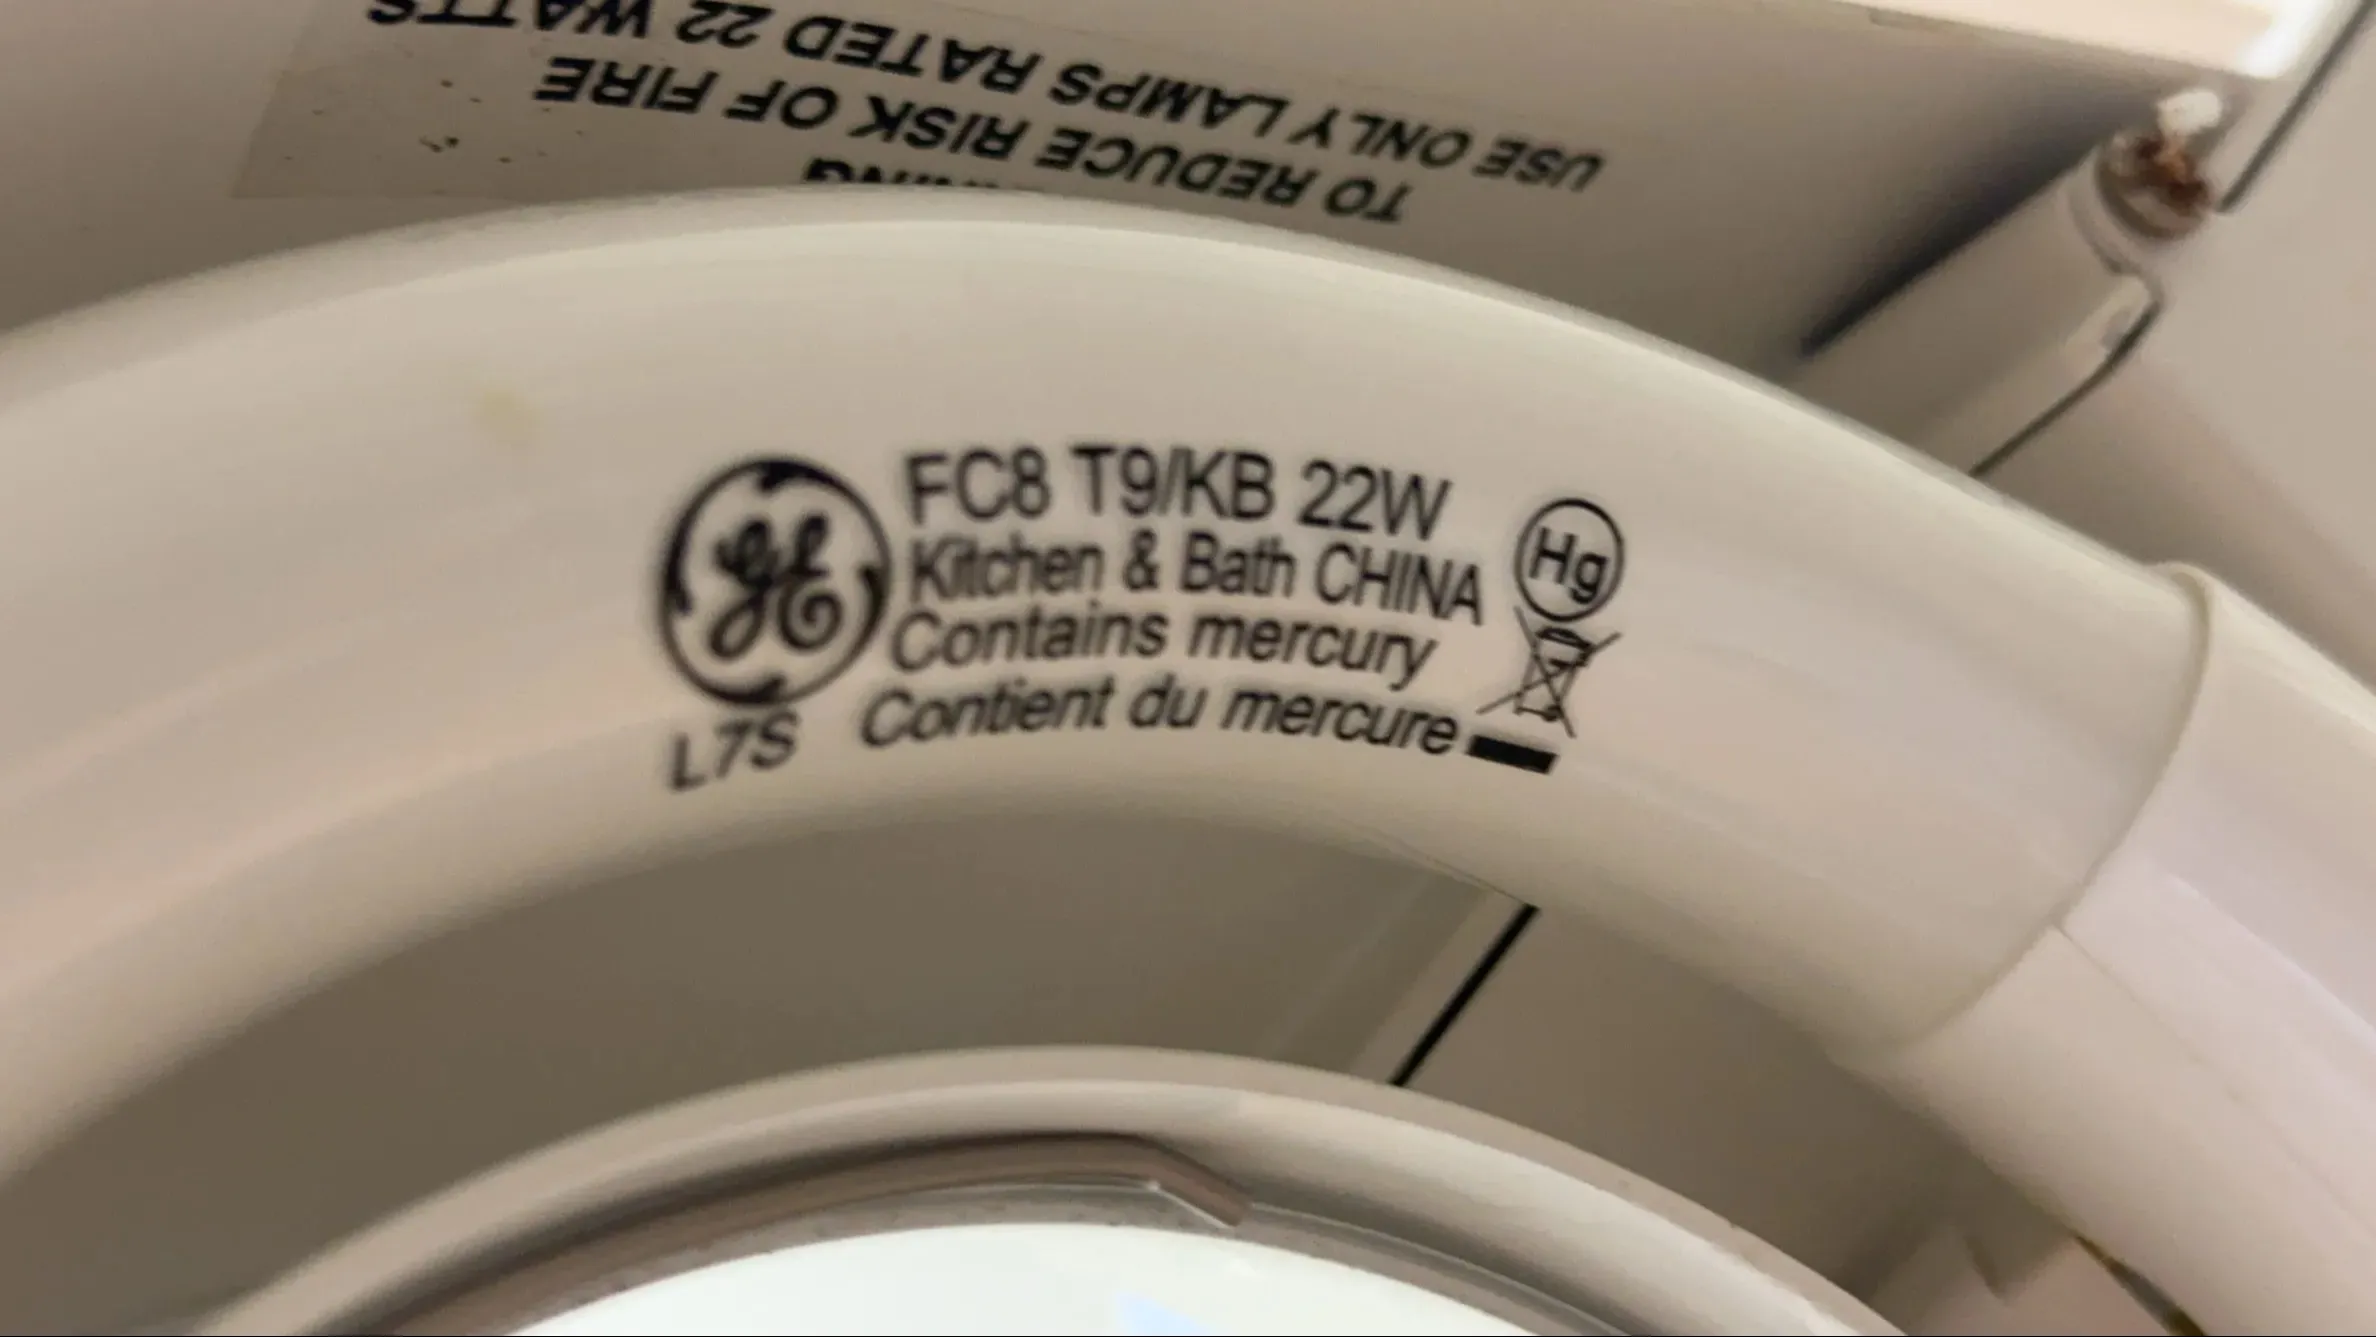 USE ONLY LAMPS RATED 22 WATTS
TO REDUCE RISK OF FIRE
GE
FC8 T9/KB 22W
Kitchen & Bath CHINA
Contains mercury
Contient du mercure
L7S
Hg